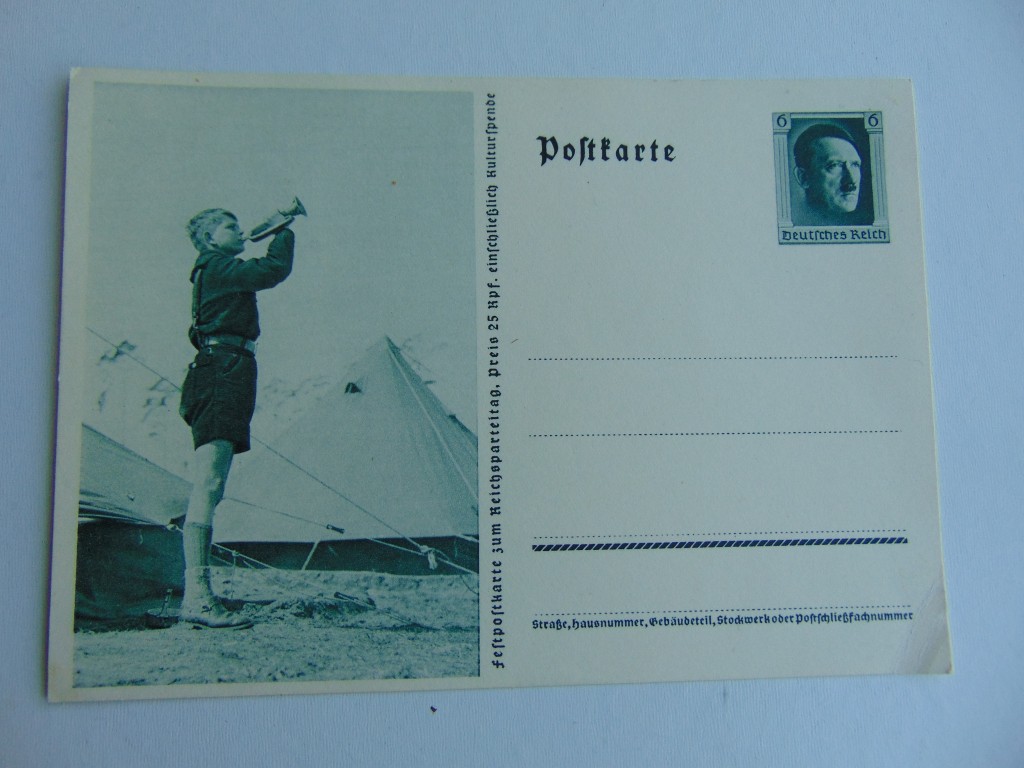 Festpostkarte zum Reichsparteitag. Preis 25 Rpf. einschließlich Kulturspende
Postkarte
6 6
Deutsches Reich
Straße, Hausnummer, Gebäudeteil, Stockwerk oder Postschließfachnummer